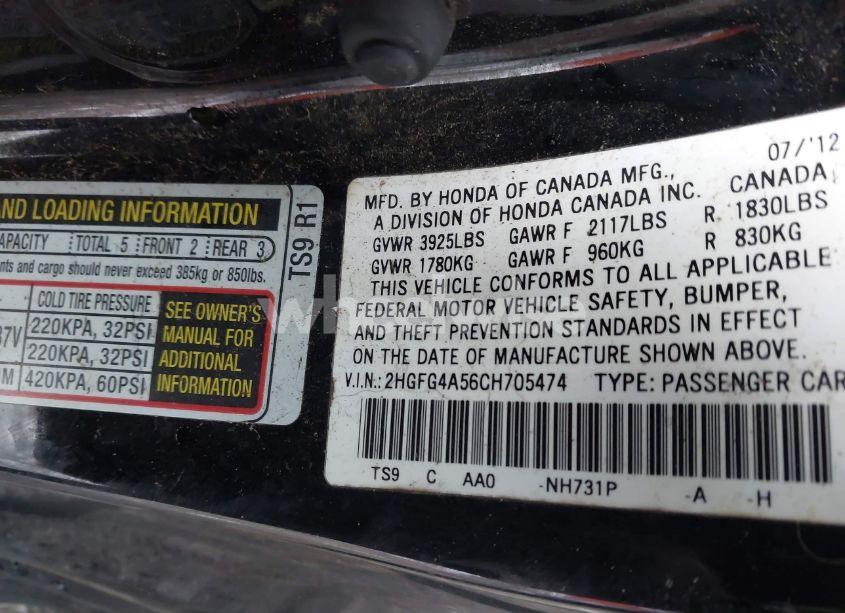 AND LOADING INFORMATION
CAPACITY TOTAL 5 FRONT 2 REAR 3
nts and cargo should never exceed 385kg or 850lbs.
COLD TIRE PRESSURE
SEE OWNER'S
MANUAL FOR
ADDITIONAL
INFORMATION
37V 220KPA, 32PSI
220KPA, 32PSI
M 420KPA, 60PSI
TS9 R1
07/'12
MFD. BY HONDA OF CANADA MFG.,
A DIVISION OF HONDA CANADA INC. CANADA
GVWR 3925LBS GAWR F 2117LBS R 1830LBS
GVWR 1780KG GAWR F 960KG R 830KG
THIS VEHICLE CONFORMS TO ALL APPLICABLE
FEDERAL MOTOR VEHICLE SAFETY, BUMPER,
AND THEFT PREVENTION STANDARDS IN EFFECT
ON THE DATE OF MANUFACTURE SHOWN ABOVE.
V.I.N.: 2HGFG4A56CH705474 TYPE: PASSENGER CAR
TS9 C AA0 -NH731P -A -H